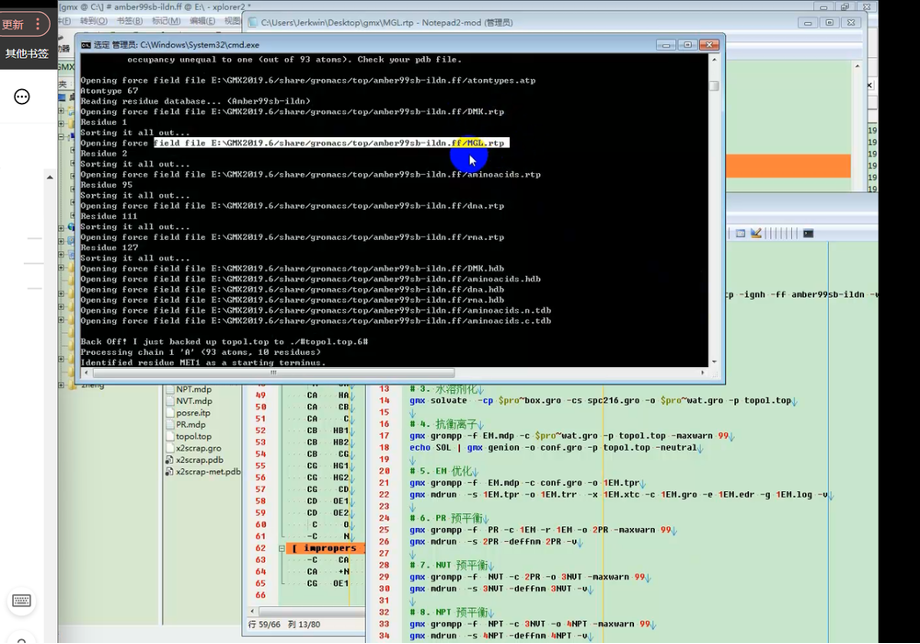 [gmx @ C:\] # amber99sb-ildn.ff @ E:\ - xplorer2
更新
转到(O) 书签(B) 标记(M) 编辑(E) 视图
C:\Users\Jerkwin\Desktop\gmx\MGL.rtp - Notepad2-mod (管理员)
其他书签
选定 管理员: C:\Windows\System32\cmd.exe
occupancy unequal to one (out of 93 atoms). Check your pdb file.
Opening force field file E:\GMX2019.6/share/gromacs/top/amber99sb-ildn.ff/atomtypes.atp
Atomtype 67
Reading residue database... (Amber99sb-ildn)
Opening force field file E:\GMX2019.6/share/gromacs/top/amber99sb-ildn.ff/DMK.rtp
Residue 1
Sorting it all out...
Opening force field file E:\GMX2019.6/share/gromacs/top/amber99sb-ildn.ff/MGL.rtp
Residue 2
Sorting it all out...
Opening force field file E:\GMX2019.6/share/gromacs/top/amber99sb-ildn.ff/aminoacids.rtp
Residue 95
Sorting it all out...
Opening force field file E:\GMX2019.6/share/gromacs/top/amber99sb-ildn.ff/dna.rtp
Residue 111
Sorting it all out...
Opening force field file E:\GMX2019.6/share/gromacs/top/amber99sb-ildn.ff/rna.rtp
Residue 127
Sorting it all out...
Opening force field file E:\GMX2019.6/share/gromacs/top/amber99sb-ildn.ff/DMK.hdb
Opening force field file E:\GMX2019.6/share/gromacs/top/amber99sb-ildn.ff/aminoacids.hdb
Opening force field file E:\GMX2019.6/share/gromacs/top/amber99sb-ildn.ff/dna.hdb
Opening force field file E:\GMX2019.6/share/gromacs/top/amber99sb-ildn.ff/rna.hdb
Opening force field file E:\GMX2019.6/share/gromacs/top/amber99sb-ildn.ff/aminoacids.n.tdb
Opening force field file E:\GMX2019.6/share/gromacs/top/amber99sb-ildn.ff/aminoacids.c.tdb
Back Off! I just backed up topol.top to ./#topol.top.6#
Processing chain 1 'A' (93 atoms, 10 residues)
Identified residue MET1 as a starting terminus.
-ignh -ff amber99sb-ildn
NPT.mdp
NVT.mdp
posre.itp
PR.mdp
topol.top
x2scrap.gro
x2scrap.pdb
x2scrap-met.pdb
49 CA HA
50 CA CB
51 CA C
52 CB HB1
53 CB HB2
54 CB CG
55 CG HG1
56 CG HG2
57 CG CD
58 CD OE1
59 CD OE2
60 C O
61 -C N
62 [ impropers
63 -C CA
64 CA +N
65 CG OE1
66
行 59/66 列 13/80
13 # 3. 水溶剂化
14 gmx solvate -cp $pro~box.gro -cs spc216.gro -o $pro~wat.gro -p topol.top
15
16 # 4. 抗衡离子
17 gmx grompp -f EM.mdp -c $pro~wat.gro -p topol.top -maxwarn 99
18 echo SOL | gmx genion -o conf.gro -p topol.top -neutral
19
20 # 5. EM 优化
21 gmx grompp -f EM.mdp -c conf.gro -o 1EM.tpr
22 gmx mdrun -s 1EM.tpr -o 1EM.trr -x 1EM.xtc -c 1EM.gro -e 1EM.edr -g 1EM.log -v
23
24 # 6. PR 预平衡
25 gmx grompp -f PR -c 1EM -r 1EM -o 2PR -maxwarn 99
26 gmx mdrun -s 2PR -deffnm 2PR -v
27
28 # 7. NVT 预平衡
29 gmx grompp -f NVT -c 2PR -o 3NVT -maxwarn 99
30 gmx mdrun -s 3NVT -deffnm 3NVT -v
31
32 # 8. NPT 预平衡
33 gmx grompp -f NPT -c 3NVT -o 4NPT -maxwarn 99
34 gmx mdrun -s 4NPT -deffnm 4NPT -v